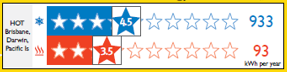 HOT
Brisbane,
Darwin,
Pacific Is
4.5
933
3.5
93
kWh per year